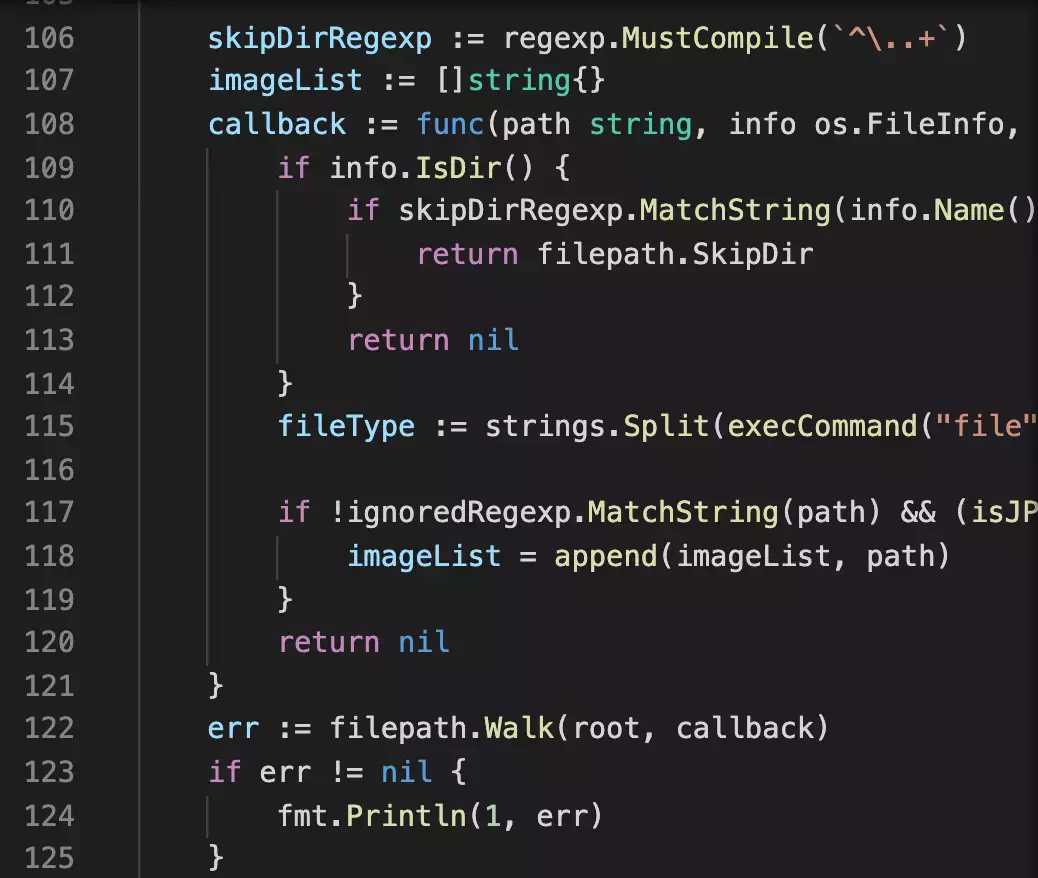 106 skipDirRegexp := regexp.MustCompile(`^\..+`)
107 imageList := []string{}
108 callback := func(path string, info os.FileInfo,
109 if info.IsDir() {
110 if skipDirRegexp.MatchString(info.Name()
111 return filepath.SkipDir
112 }
113 return nil
114 }
115 fileType := strings.Split(execCommand("file"
116
117 if !ignoredRegexp.MatchString(path) && (isJP
118 imageList = append(imageList, path)
119 }
120 return nil
121 }
122 err := filepath.Walk(root, callback)
123 if err != nil {
124 fmt.Println(1, err)
125 }